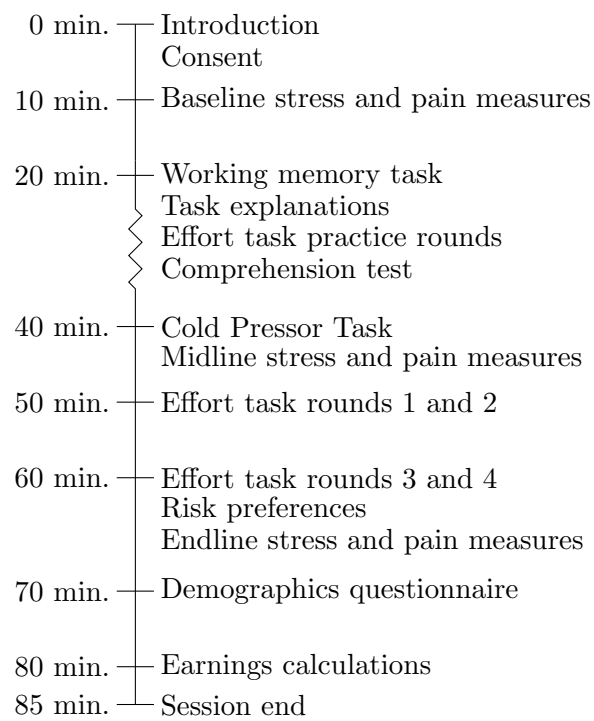 0 min. Introduction
Consent
10 min. Baseline stress and pain measures
20 min. Working memory task
Task explanations
Effort task practice rounds
Comprehension test
40 min. Cold Pressor Task
Midline stress and pain measures
50 min. Effort task rounds 1 and 2
60 min. Effort task rounds 3 and 4
Risk preferences
Endline stress and pain measures
70 min. Demographics questionnaire
80 min. Earnings calculations
85 min. Session end